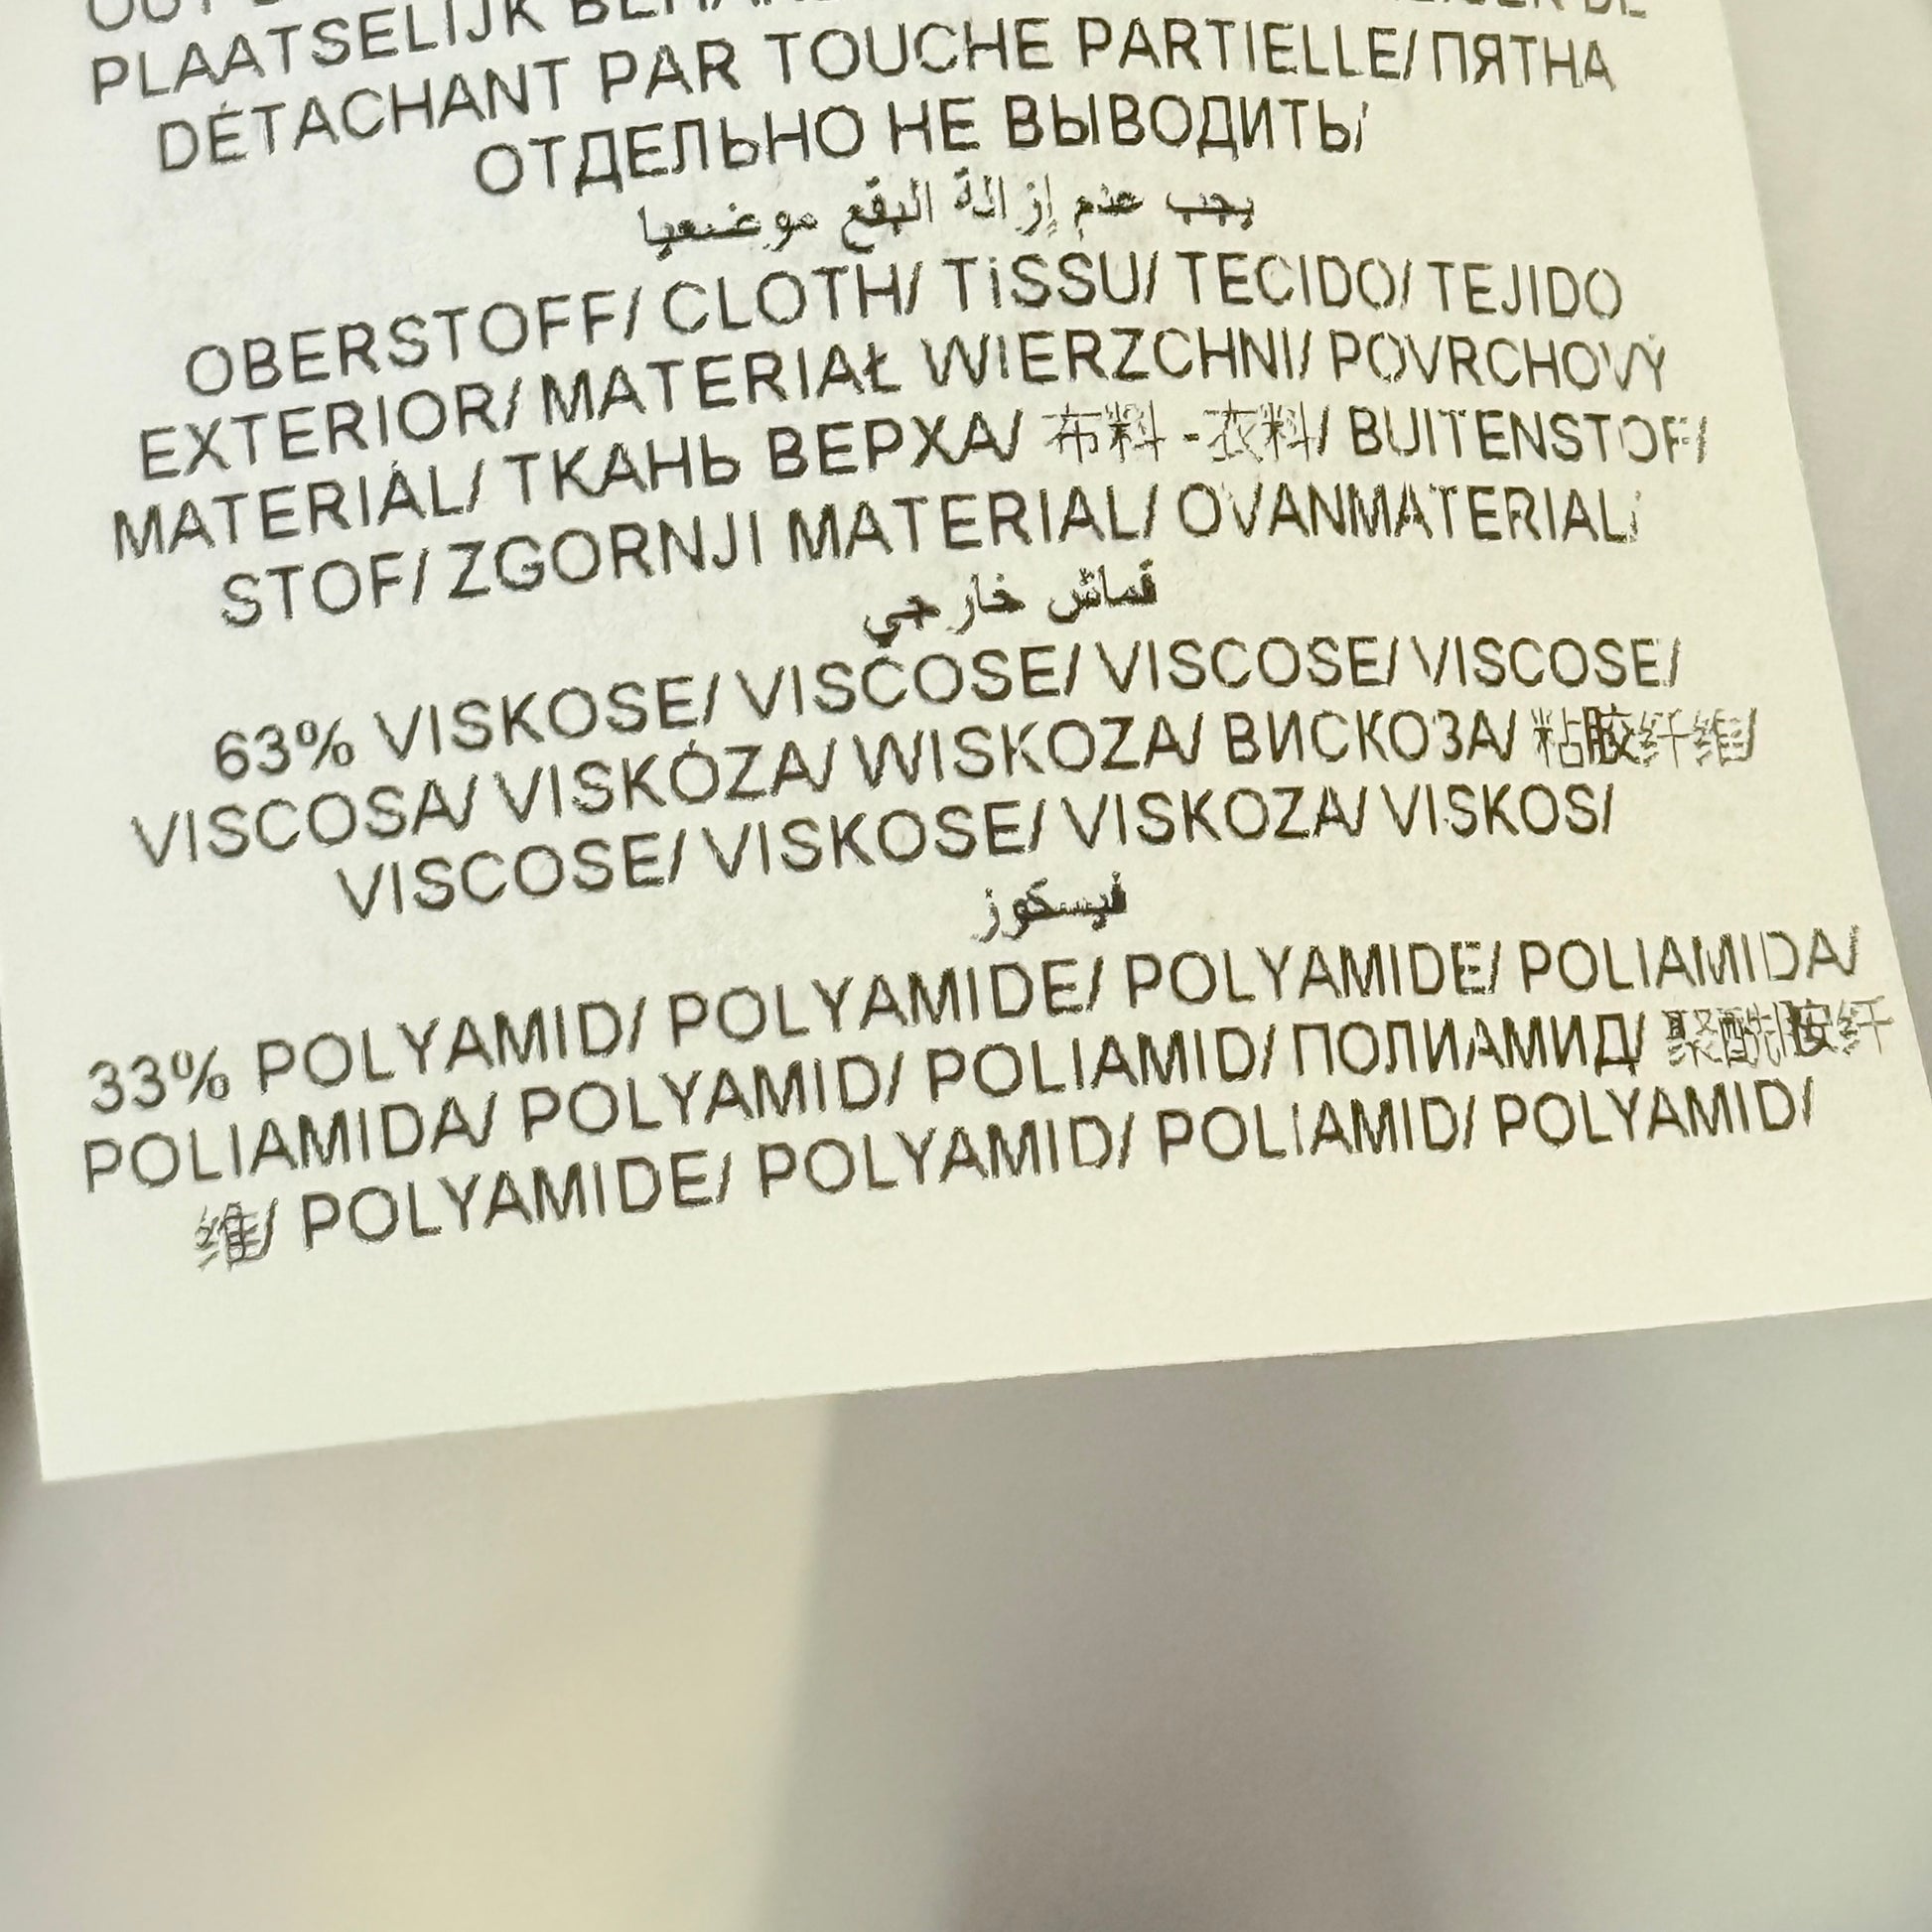 PLAATSELIJK
DÉTACHANT PAR TOUCHE PARTIELLE/ ПЯТНА
ОТДЕЛЬНО НЕ ВЫВОДИТЬ/
يجب عدم إزالة البقع موضعيا
OBERSTOFF/ CLOTH/ TiSSU/ TECIDO/ TEJIDO
EXTERIOR/ MATERIAŁ WIERZCHNI/ POVRCHOVÝ
MATERIÁL/ ТКАНЬ ВЕРХА/ 布料 -衣料/ BUITENSTOF/
STOF/ ZGORNJI MATERIAL/ OVANMATERIAL/
قماش خارجي
63% VISKOSE/ VISCOSE/ VISCOSE/ VISCOSE/
VISCOSA/ VISKÓZA/ WISKOZA/ ВИСКОЗА/ 粘胶纤维/
VISCOSE/ VISKOSE/ VISKOZA/ VISKOS/
فيسكوز
33% POLYAMID/ POLYAMIDE/ POLYAMIDE/ POLIAMIDA/
POLIAMIDA/ POLYAMID/ POLIAMID/ ПОЛИАМИД/ 聚酰胺纤
维/ POLYAMIDE/ POLYAMID/ POLIAMID/ POLYAMID/